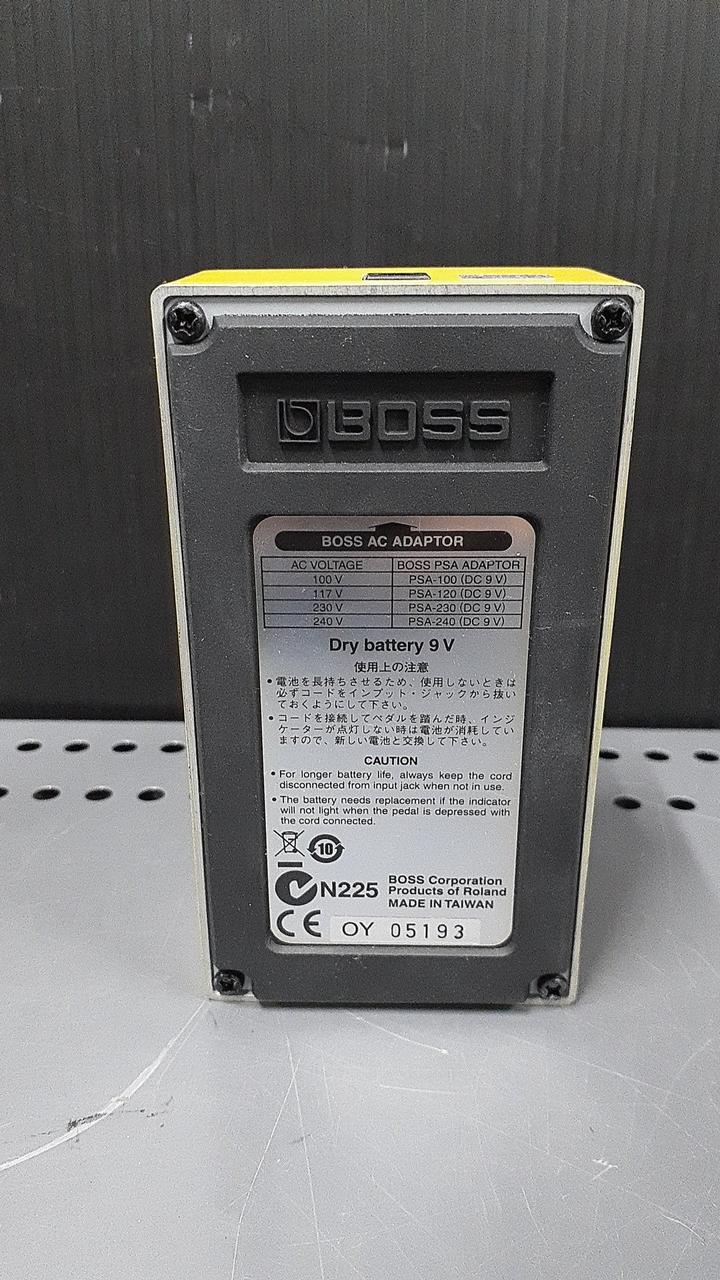 BOSS
BOSS AC ADAPTOR
AC VOLTAGE BOSS PSA ADAPTOR
100 V PSA-100 (DC 9 V)
117 V PSA-120 (DC 9 V)
230 V PSA-230 (DC 9 V)
240 V PSA-240 (DC 9 V)
Dry battery 9 V
使用上の注意
• 電池を長持ちさせるため、使用しないときは
必ずコードをインプット・ジャックから抜い
ておくようにして下さい。
• コードを接続してペダルを踏んだ時、インジ
ケーターが点灯しない時は電池が消耗してい
ますので、新しい電池と交換して下さい。
CAUTION
• For longer battery life, always keep the cord
disconnected from input jack when not in use.
• The battery needs replacement if the indicator
will not light when the pedal is depressed with
the cord connected.
10
N225
BOSS Corporation
Products of Roland
MADE IN TAIWAN
CE OY 05193